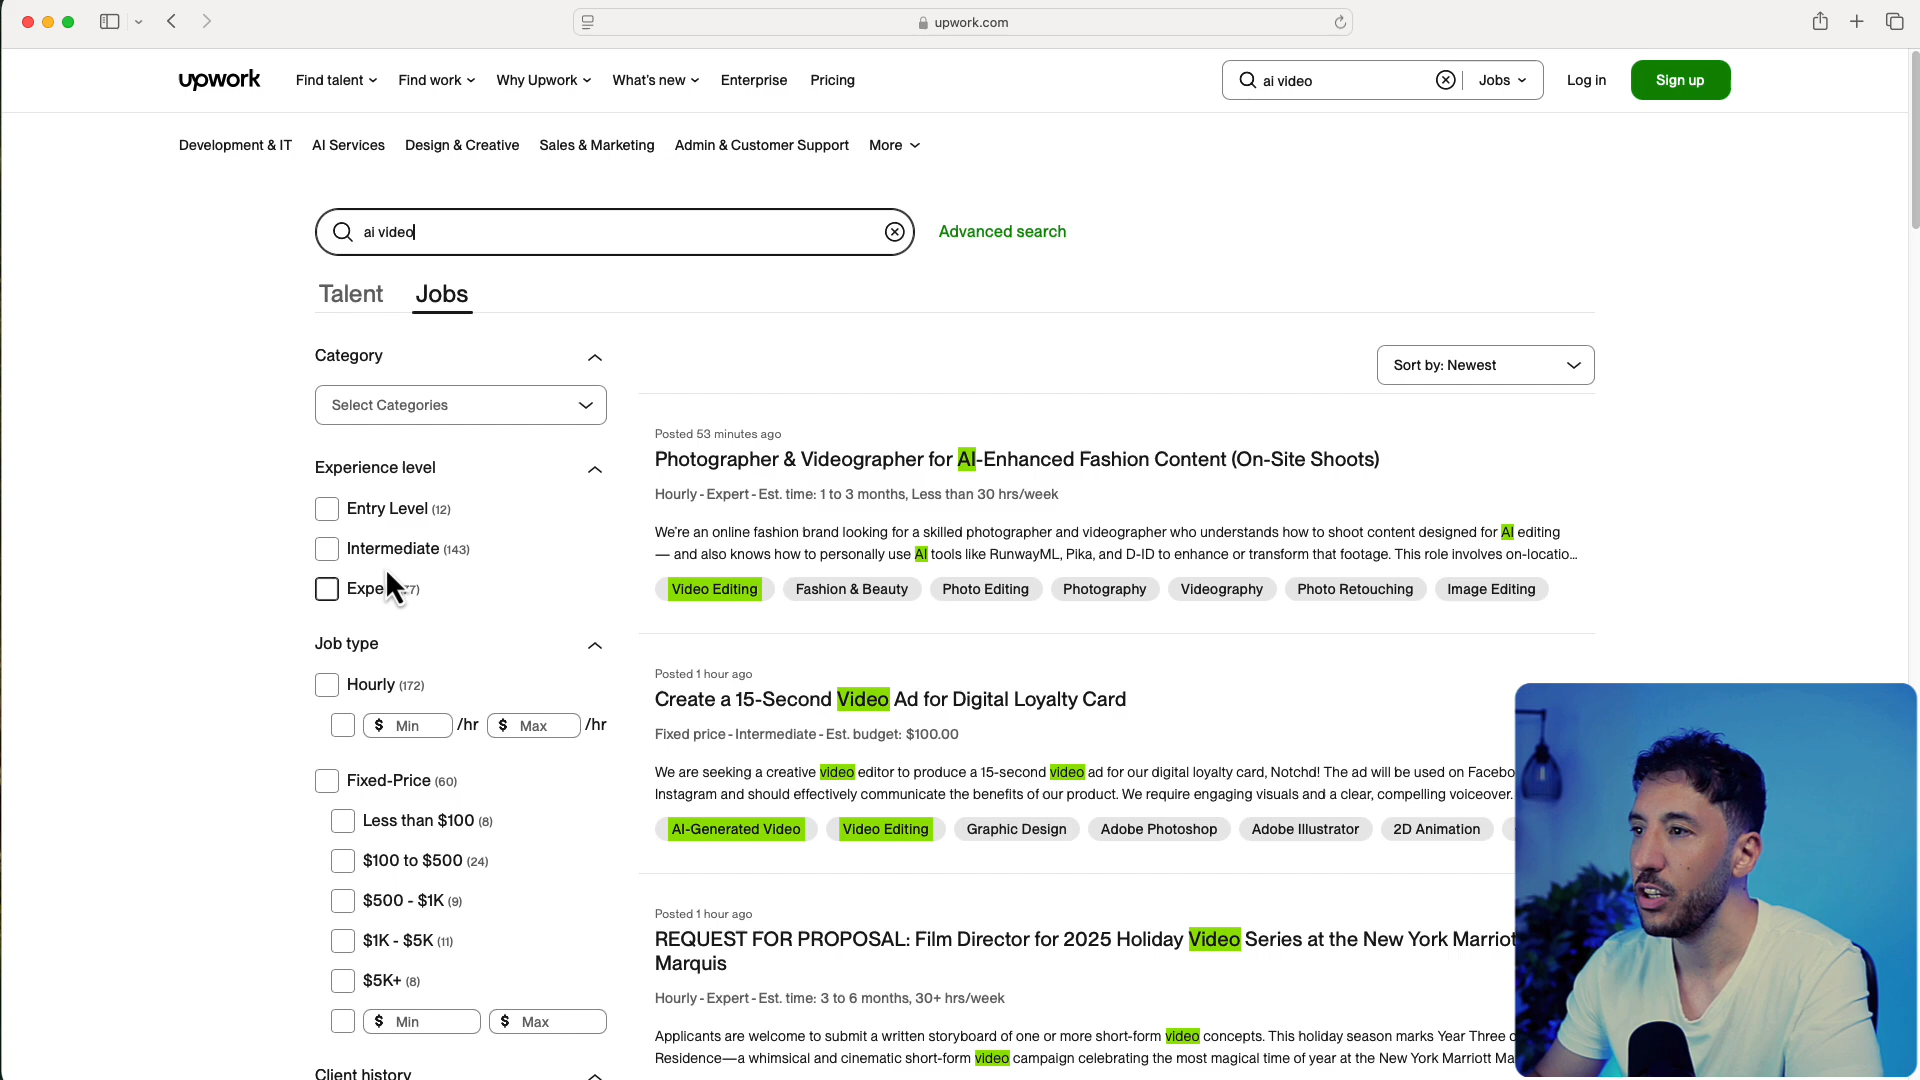 upwork.com
upwork
Find talent
Find work
Why Upwork
What's new
Enterprise
Pricing
ai video
Jobs
Log in
Sign up
Development & IT
AI Services
Design & Creative
Sales & Marketing
Admin & Customer Support
More
ai video
Advanced search
Talent
Jobs
Category
Select Categories
Experience level
Entry Level (12)
Intermediate (143)
Job type
Hourly (172)
$ Min /hr $ Max /hr
Fixed-Price (60)
Less than $100 (8)
$100 to $500 (24)
$500 - $1K (9)
$1K - $5K (11)
$5K+ (8)
$ Min $ Max
Client history
Sort by: Newest
Posted 53 minutes ago
Photographer & Videographer for AI-Enhanced Fashion Content (On-Site Shoots)
Hourly - Expert - Est. time: 1 to 3 months, Less than 30 hrs/week
We're an online fashion brand looking for a skilled photographer and videographer who understands how to shoot content designed for AI editing
— and also knows how to personally use AI tools like RunwayML, Pika, and D-ID to enhance or transform that footage. This role involves on-locatio...
Video Editing
Fashion & Beauty
Photo Editing
Photography
Videography
Photo Retouching
Image Editing
Posted 1 hour ago
Create a 15-Second Video Ad for Digital Loyalty Card
Fixed price - Intermediate - Est. budget: $100.00
We are seeking a creative video editor to produce a 15-second video ad for our digital loyalty card, Notchd! The ad will be used on Facebo
Instagram and should effectively communicate the benefits of our product. We require engaging visuals and a clear, compelling voiceover.
AI-Generated Video
Video Editing
Graphic Design
Adobe Photoshop
Adobe Illustrator
2D Animation
Posted 1 hour ago
REQUEST FOR PROPOSAL: Film Director for 2025 Holiday Video Series at the New York Marriot
Marquis
Hourly - Expert - Est. time: 3 to 6 months, 30+ hrs/week
Applicants are welcome to submit a written storyboard of one or more short-form video concepts. This holiday season marks Year Three o
Residence—a whimsical and cinematic short-form video campaign celebrating the most magical time of year at the New York Marriott Ma